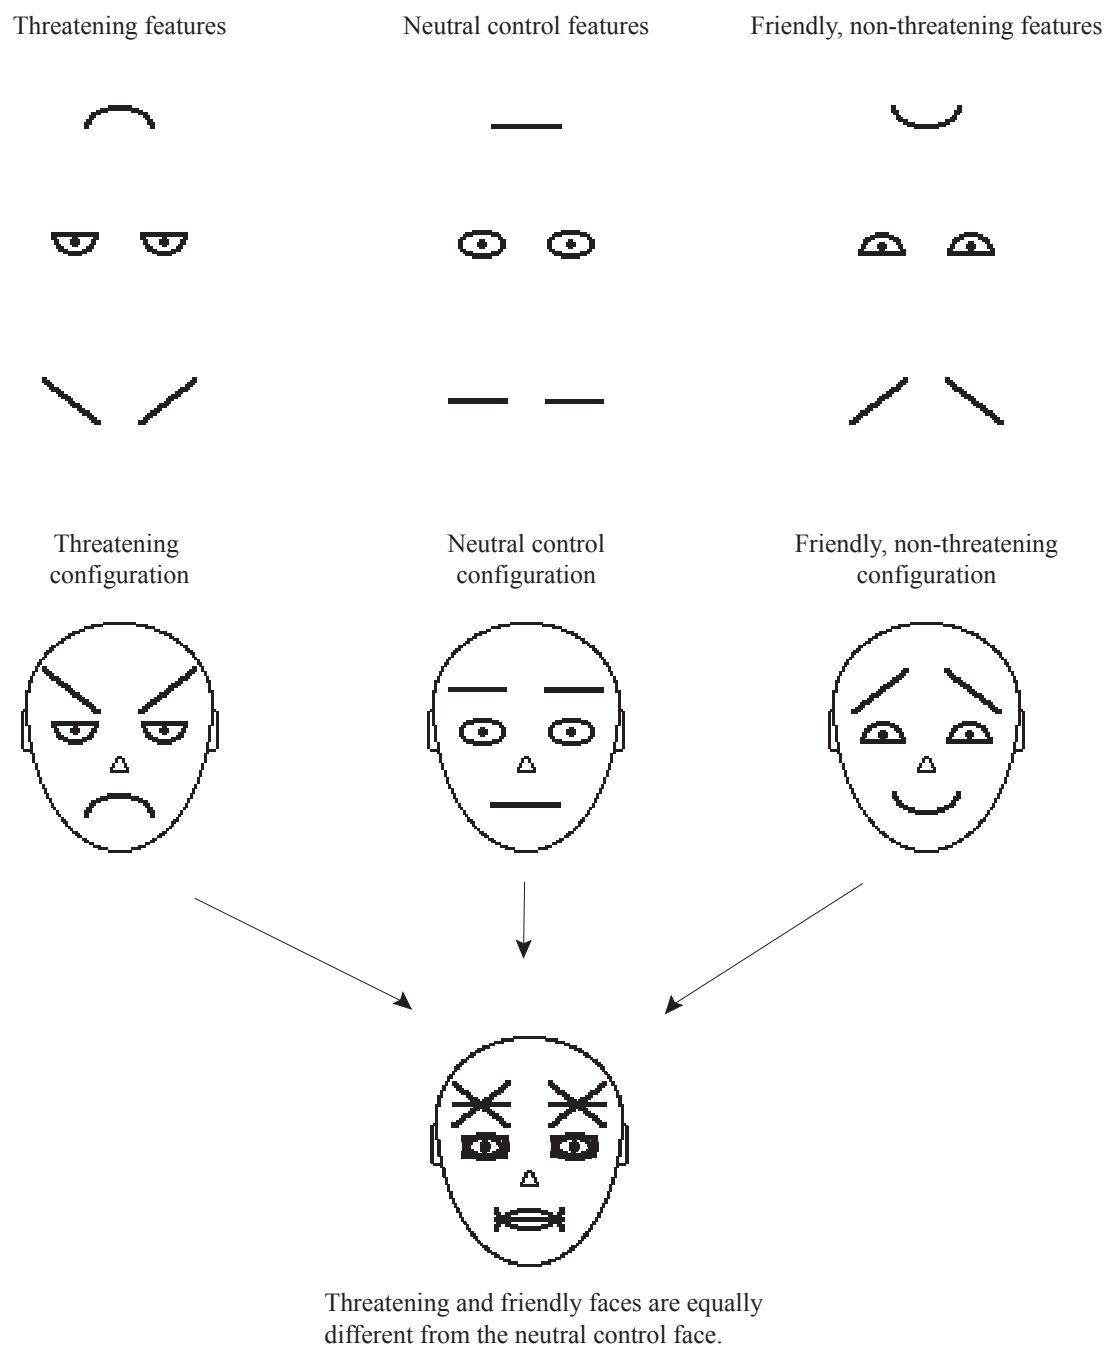 Threatening features
Neutral control features
Friendly, non-threatening features
Threatening
configuration
Neutral control
configuration
Friendly, non-threatening
configuration
Threatening and friendly faces are equally
different from the neutral control face.